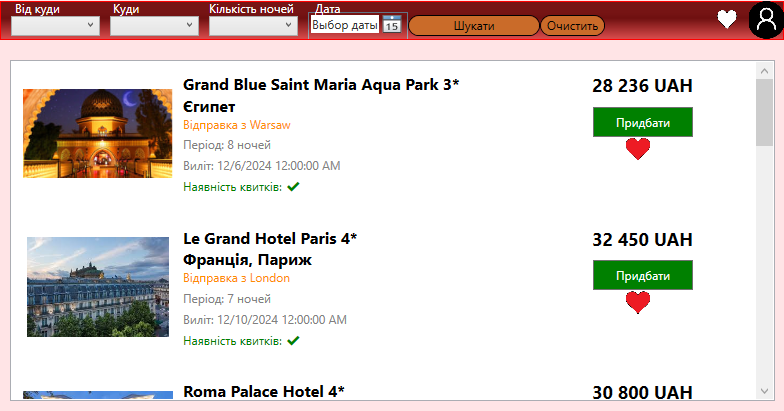 Від куди Куди Кількість ночей Дата
Выбор даты 15 Шукати Очистить
Grand Blue Saint Maria Aqua Park 3*
Єгипет
Відправка з Warsaw
Період: 8 ночей
Виліт: 12/6/2024 12:00:00 AM
Наявність квитків:
28 236 UAH
Придбати
Le Grand Hotel Paris 4*
Франція, Париж
Відправка з London
Період: 7 ночей
Виліт: 12/10/2024 12:00:00 AM
Наявність квитків:
32 450 UAH
Придбати
Roma Palace Hotel 4*
30 800 UAH